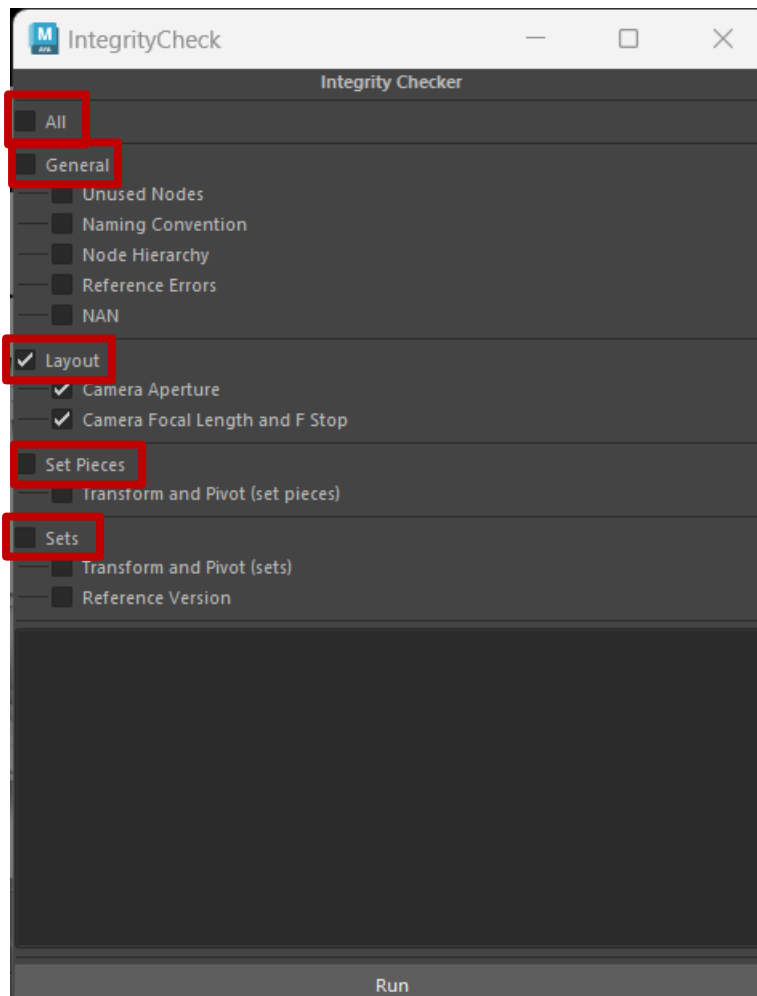 M
AYA
IntegrityCheck
Integrity Checker
All
General
Unused Nodes
Naming Convention
Node Hierarchy
Reference Errors
NAN
Layout
Camera Aperture
Camera Focal Length and F Stop
Set Pieces
Transform and Pivot (set pieces)
Sets
Transform and Pivot (sets)
Reference Version
Run